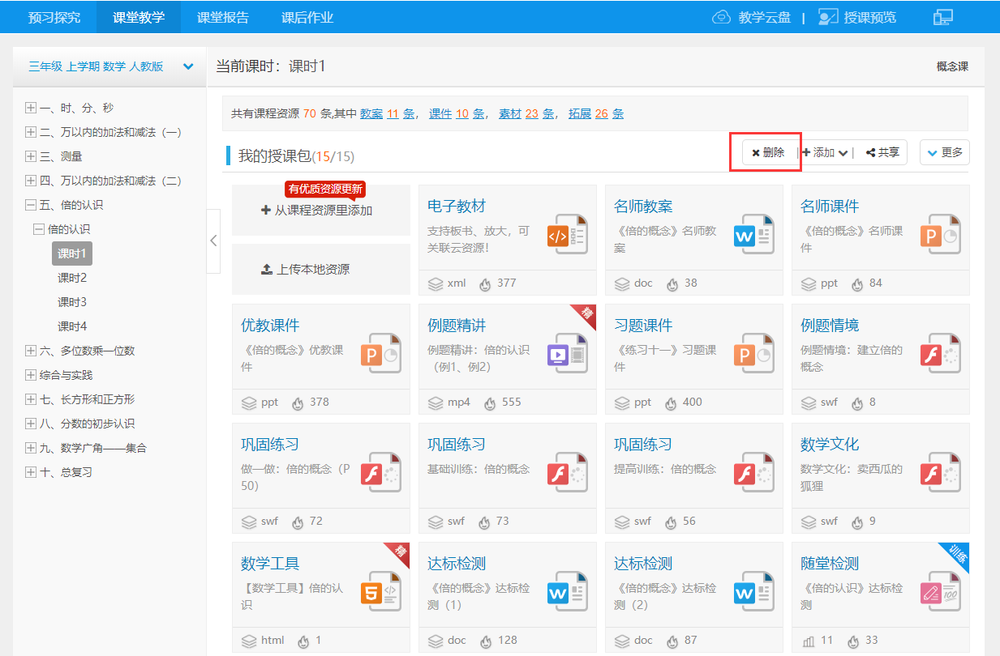 预习探究 课堂教学 课堂报告 课后作业 教学云盘 | 授课预览
三年级 上学期 数学 人教版
当前课时：课时1
概念课
一、时、分、秒
二、万以内的加法和减法（一）
三、测量
四、万以内的加法和减法（二）
五、倍的认识
倍的认识
课时1
课时2
课时3
课时4
六、多位数乘一位数
综合与实践
七、长方形和正方形
八、分数的初步认识
九、数学广角——集合
十、总复习
共有课程资源 70 条,其中 教案 11 条， 课件 10 条， 素材 23 条， 拓展 26 条
我的授课包(15/15)
删除 | 添加 | 共享 更多
有优质资源更新
从课程资源里添加
上传本地资源
电子教材
支持板书、放大，可
关联云资源！
xml 377
名师教案
《倍的概念》名师教
案
W
doc 38
名师课件
《倍的概念》名师课
件
P
ppt 84
优教课件
《倍的概念》优教课
件
P
ppt 378
精
例题精讲
例题精讲：倍的认识
（例1、例2）
mp4 555
习题课件
《练习十一》习题课
件
P
ppt 400
例题情境
例题情境：建立倍的
概念
swf 8
巩固练习
做一做：倍的概念（P
50）
swf 72
巩固练习
基础训练：倍的概念
swf 73
巩固练习
提高训练：倍的概念
swf 56
数学文化
数学文化：卖西瓜的
狐狸
swf 9
精
数学工具
【数学工具】倍的认
识
5
html 1
达标检测
《倍的概念》达标检
测（1）
W
doc 128
达标检测
《倍的概念》达标检
测（2）
W
doc 87
训练
随堂检测
《倍的认识》达标检
测
100
11 33